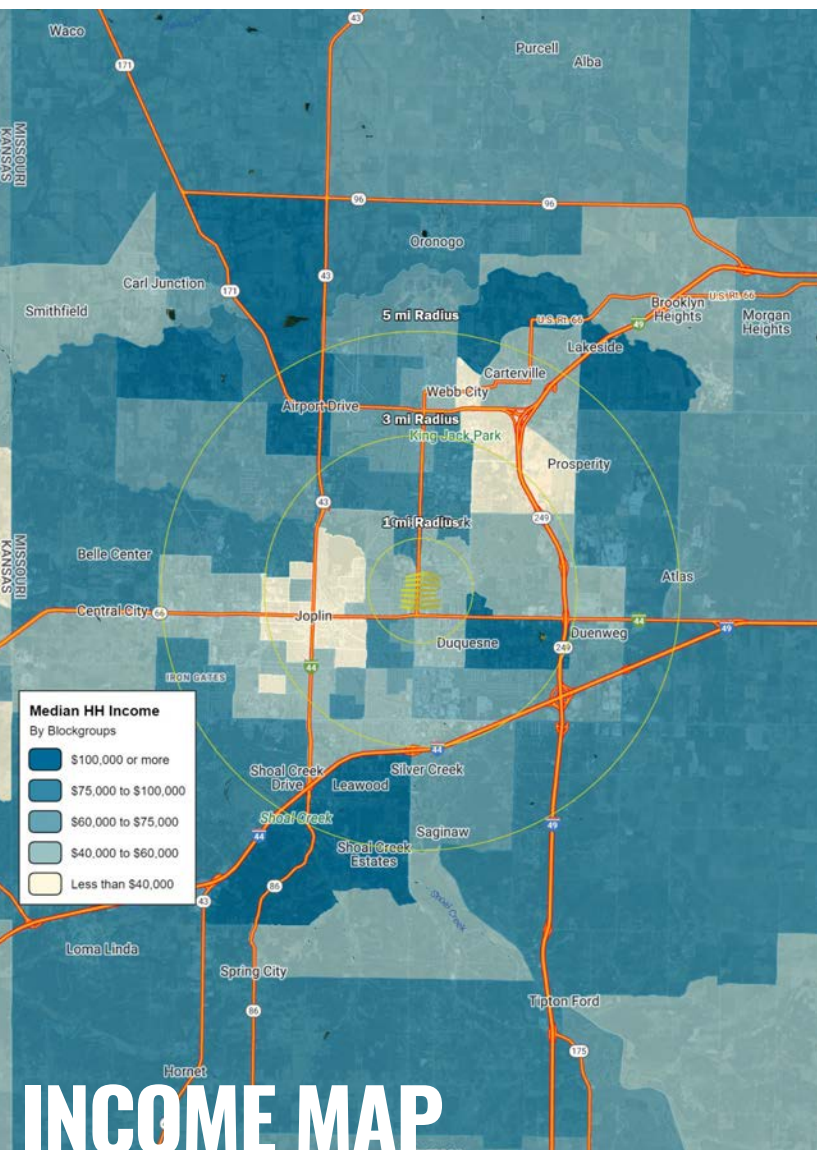 43
Waco
Purcell
Alba
171
MISSOURI
KANSAS
96
96
Oronogo
43
Carl Junction
171
Smithfield
U.S. Rt. 66
Brooklyn
Heights
5 mi Radius
U.S. Rt. 66
49
Morgan
Heights
Lakeside
Carterville
Webb City
Airport Drive
3 mi Radius
King Jack Park
Prosperity
43
249
1 mi Radius
MISSOURI
KANSAS
Belle Center
Atlas
Central City
66
Joplin
44
49
Duquesne
Duenweg
249
44
IRON GATES
Median HH Income
By Blockgroups
$100,000 or more
$75,000 to $100,000
$60,000 to $75,000
$40,000 to $60,000
Less than $40,000
44
Shoal Creek
Drive
Leawood
Silver Creek
Shoal Creek
44
Saginaw
49
Shoal Creek
Estates
86
43
Shoal Creek
Loma Linda
Spring City
Tipton Ford
86
175
Hornet
INCOME MAP